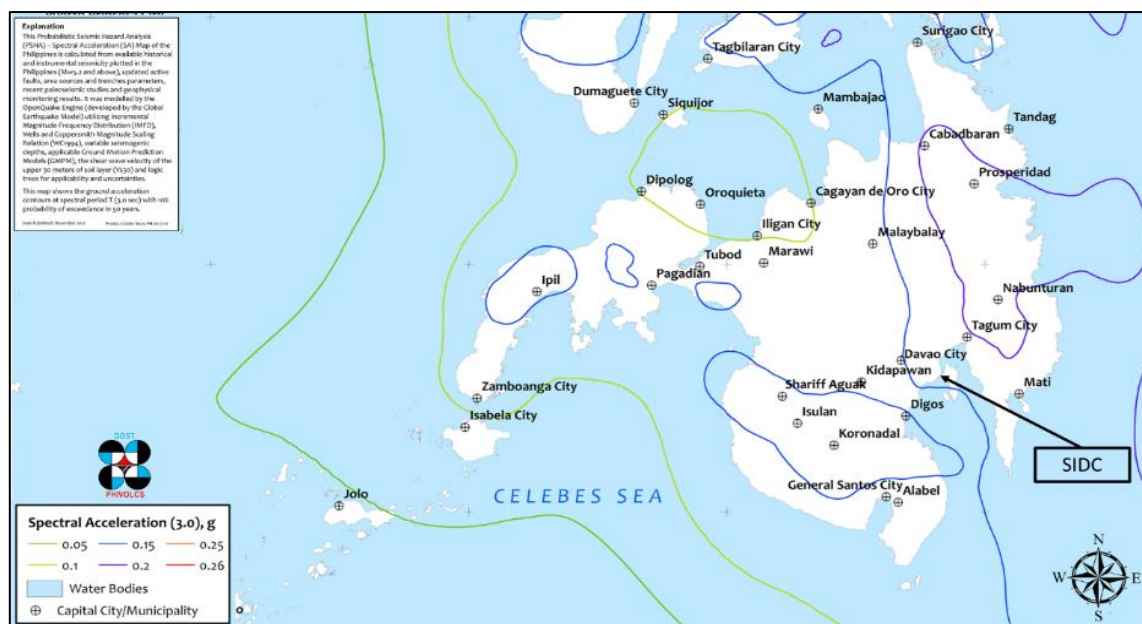 Explanation
This Probabilistic Seismic Hazard Analysis
(PSHA) – Spectral Acceleration (SA) Map of the
Philippines is calculated from available historical
and instrumental seismicity plotted in the
Philippines (Mw5.2 and above), updated active
faults, area sources and trenches parameters,
recent paleoseismic studies and geophysical
monitoring results. It was modelled by the
OpenQuake Engine (developed by the Global
Earthquake Model) utilizing Incremental
Magnitude Frequency Distribution (IMFD),
Wells and Coppersmith Magnitude Scaling
Relation (WC1994), variable seismogenic
depths, applicable Ground Motion Prediction
Models (GMPM), the shear wave velocity of the
upper 30 meters of soil layer (Vs30) and logic
trees for applicability and uncertainties.
This map shows the ground acceleration
contours at spectral period T (3.0 sec) with 10%
probability of exceedance in 50 years.
Tagbilaran City
Surigao City
Dumaguete City
Siquijor
Mambajao
Tandag
Cabadbaran
Prosperidad
Dipolog
Oroquieta
Cagayan de Oro City
Iligan City
Malaybalay
Tubod
Marawi
Ipil
Pagadian
Nabunturan
Tagum City
Davao City
Kidapawan
Zamboanga City
Shariff Aguak
Mati
Isabela City
Isulan
Digos
Koronadal
SIDC
General Santos City
Alabel
Jolo
CELEBES SEA
DOST
PHIVOLCS
Spectral Acceleration (3.0), g
0.05 0.15 0.25
0.1 0.2 0.26
Water Bodies
Capital City/Municipality
N
W E
S